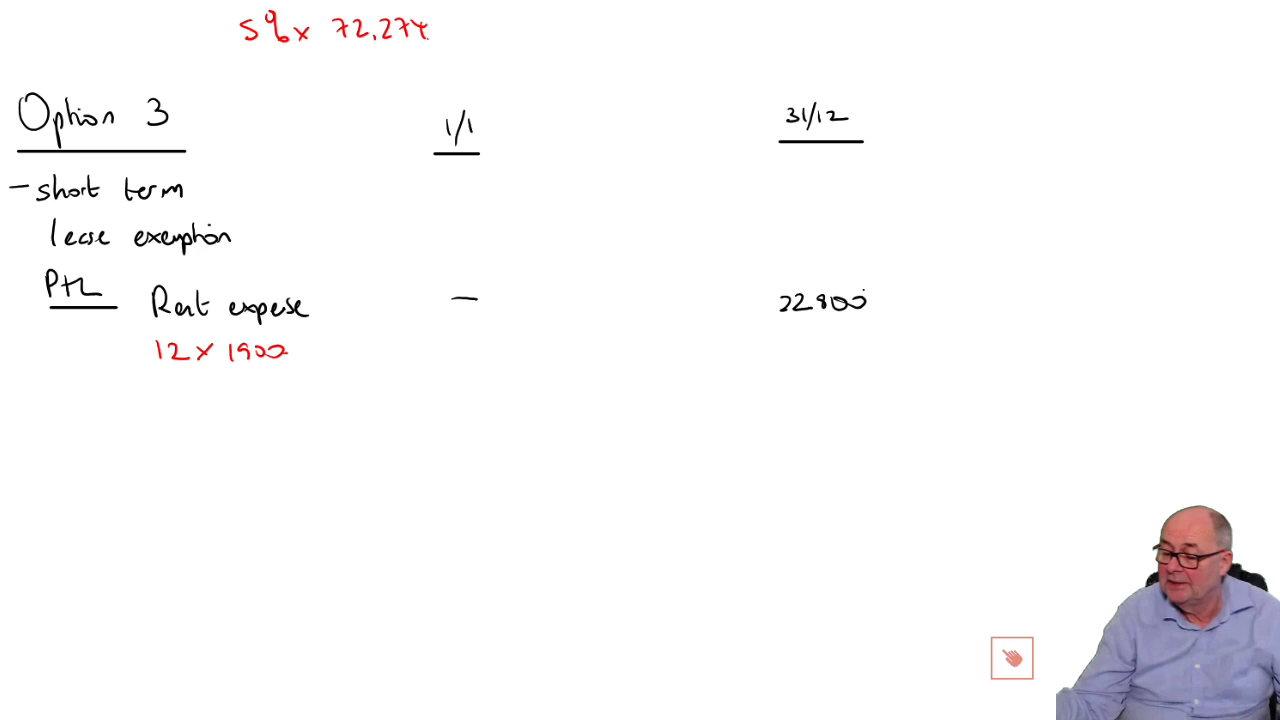 5% x 72,274
Option 3 1/1 31/12
- short term
lease exemption
P+L Rent expense — 22800
12 x 1900